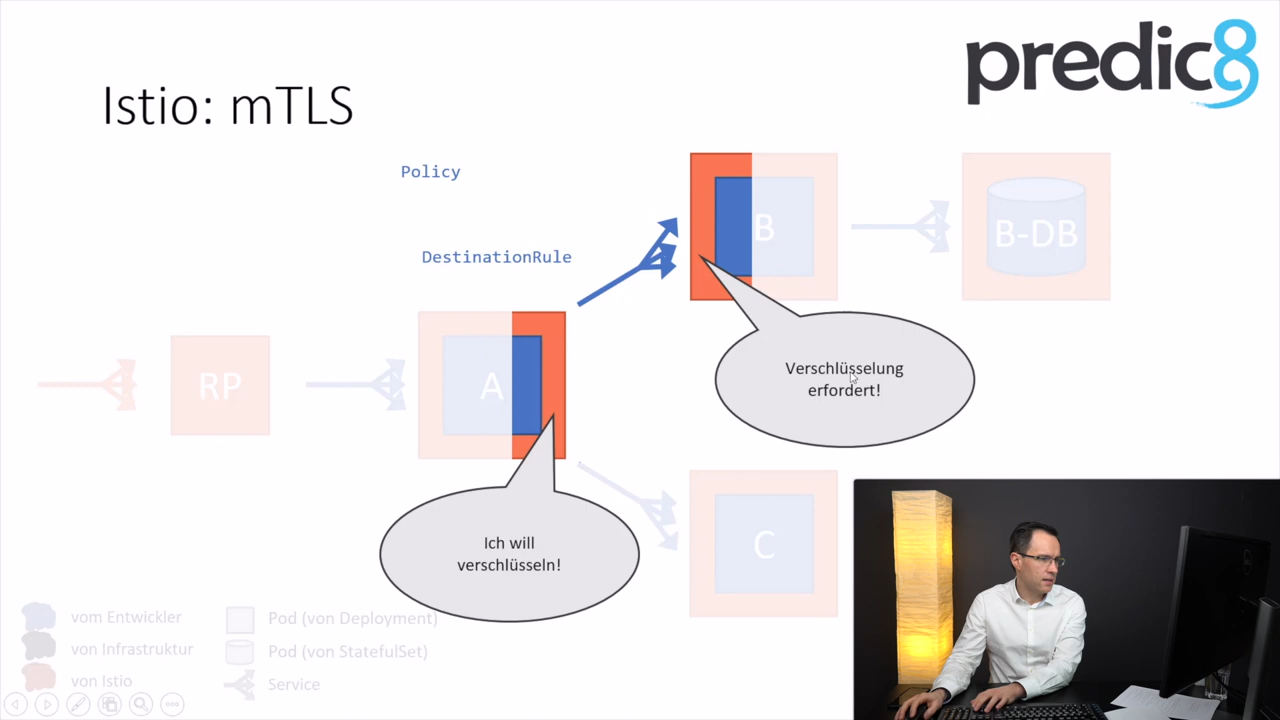 predic8
Istio: mTLS
Policy
B
B-DB
DestinationRule
Verschlüsselung
erfordert!
RP
A
Ich will
verschlüsseln!
C
vom Entwickler
Pod (von Deployment)
von Infrastruktur
Pod (von StatefulSet)
von Istio
Service